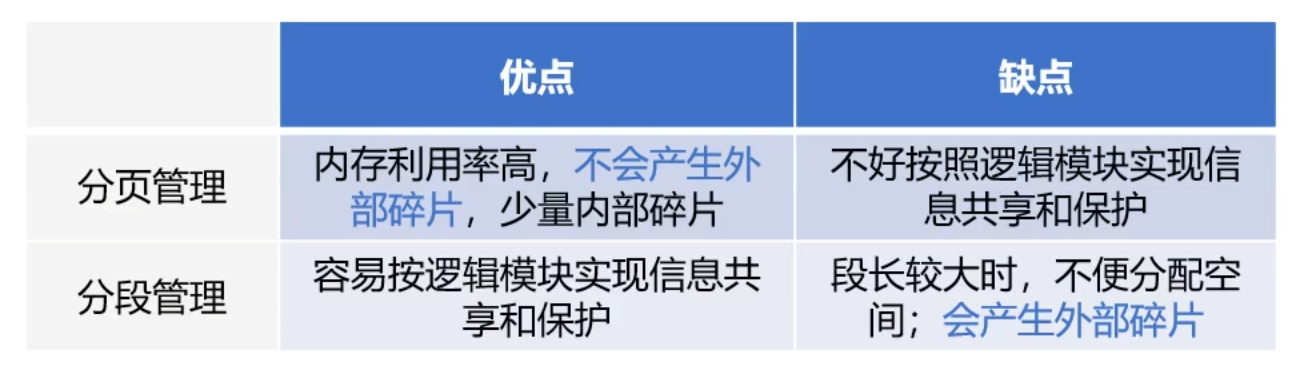 优点
缺点
分页管理
内存利用率高，不会产生外
部碎片，少量内部碎片
不好按照逻辑模块实现信
息共享和保护
分段管理
容易按逻辑模块实现信息共
享和保护
段长较大时，不便分配空
间；会产生外部碎片